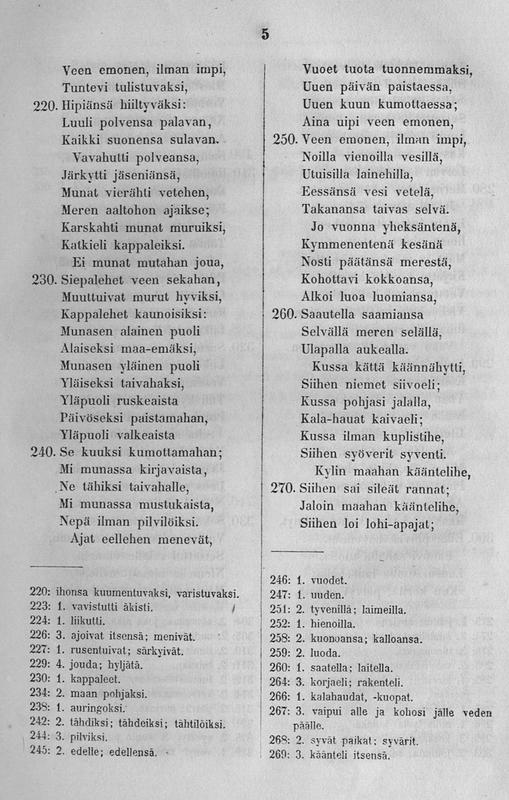 5
Veen emonen, ilman impi,
Tuntevi tulistuvaksi,
220. Hipiänsä hiiltyväksi:
Luuli polvensa palavan,
Kaikki suonensa sulavan.
Vavahutti polveansa,
Järkytti jäseniänsä,
Munat vierähti vetehen,
Meren aaltohon ajaikse;
Karskahti munat muruiksi,
Katkieli kappaleiksi.
Ei munat mutahan joua,
230. Siepalehet veen sekahan,
Muuttuivat murut hyviksi,
Kappalehet kaunoisiksi:
Munasen alainen puoli
Alaiseksi maa-emäksi,
Munasen yläinen puoli
Yläiseksi taivahaksi,
Yläpuoli ruskeaista
Päivöseksi paistamahan,
Yläpuoli valkeaista
240. Se kuuksi kumottamahan;
Mi munassa kirjavaista,
Ne tähiksi taivahalle,
Mi munassa mustukaista,
Nepä ilman pilvilöiksi.
Ajat eellehen menevät,
220: ihonsa kuumentuvaksi, varistuvaksi.
223: 1. vavistutti äkisti.
224: 1. liikutti.
226: 3. ajoivat itsensä; menivät.
227: 1. rusentuivat; särkyivät.
229: 4. jouda; hyljätä.
230: 1. kappaleet.
234: 2. maan pohjaksi.
238: 1. auringoksi.
242: 2. tähdiksi; tähdeiksi; tähtilöiksi.
244: 3. pilviksi.
245: 2. edelle; edellensä.
Vuoet tuota tuonnemmaksi,
Uuen päivän paistaessa,
Uuen kuun kumottaessa;
Aina uipi veen emonen,
250. Veen emonen, ilman impi,
Noilla vienoilla vesillä,
Utuisilla lainehilla,
Eessänsä vesi vetelä,
Takanansa taivas selvä.
Jo vuonna yheksäntenä,
Kymmenentenä kesänä
Nosti päätänsä merestä,
Kohottavi kokkoansa,
Alkoi luoa luomiansa,
260. Saautella saamiansa
Selvällä meren selällä,
Ulapalla aukealla.
Kussa kättä käännähytti,
Siihen niemet siivoeli;
Kussa pohjasi jalalla,
Kala-hauat kaivaeli;
Kussa ilman kuplistihe,
Siihen syöverit syventi.
Kylin maahan kääntelihe,
270. Siihen sai sileät rannat;
Jaloin maahan kääntelihe,
Siihen loi lohi-apajat;
246: 1. vuodet.
247: 1. uuden.
251: 2. tyvenillä; laimeilla.
252: 1. hienoilla.
258: 2. kuonoansa; kalloansa.
259: 2. luoda.
260: 1. saatella; laitella.
264: 3. korjaeli; rakenteli.
266: 1. kalahaudat, -kuopat.
267: 3. vaipui alle ja kohosi jälle veden
päälle.
268: 2. syvät paikat; syvärit.
269: 3. käänteli itsensä.